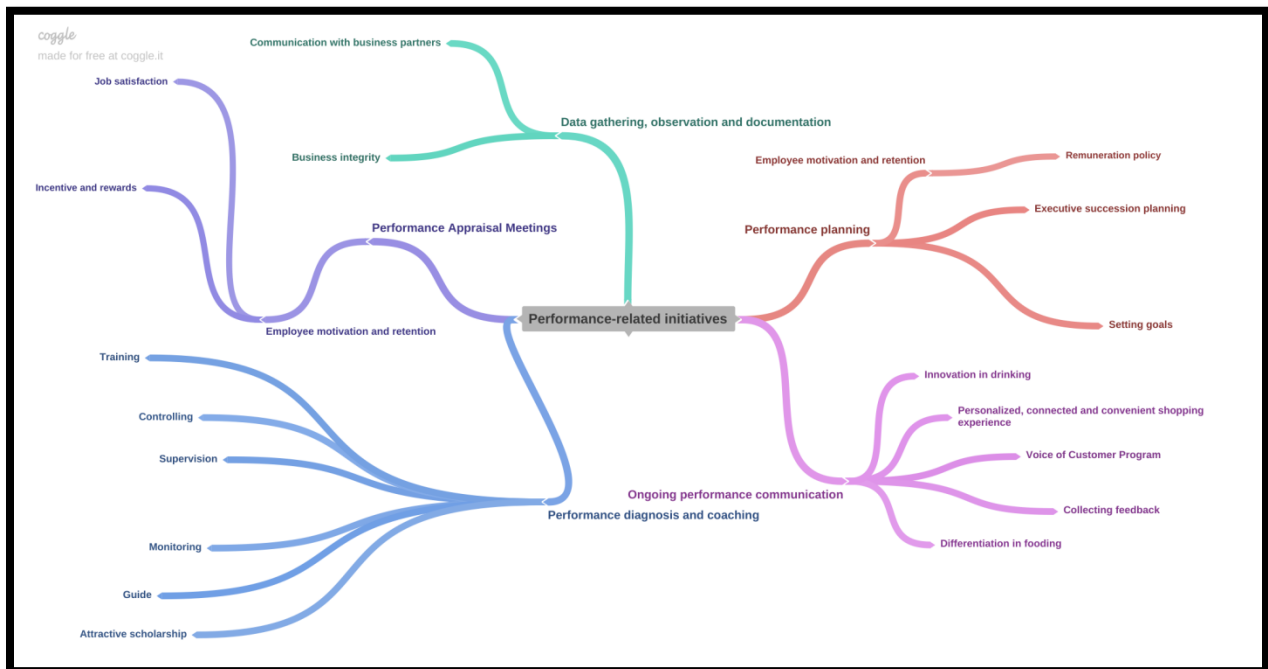 coggle
made for free at coggle.it
Communication with business partners
Job satisfaction
Data gathering, observation and documentation
Business integrity
Employee motivation and retention
Remuneration policy
Incentive and rewards
Executive succession planning
Performance Appraisal Meetings
Performance planning
Performance-related initiatives
Setting goals
Employee motivation and retention
Training
Innovation in drinking
Controlling
Personalized, connected and convenient shopping
experience
Supervision
Voice of Customer Program
Ongoing performance communication
Performance diagnosis and coaching
Collecting feedback
Monitoring
Differentiation in fooding
Guide
Attractive scholarship